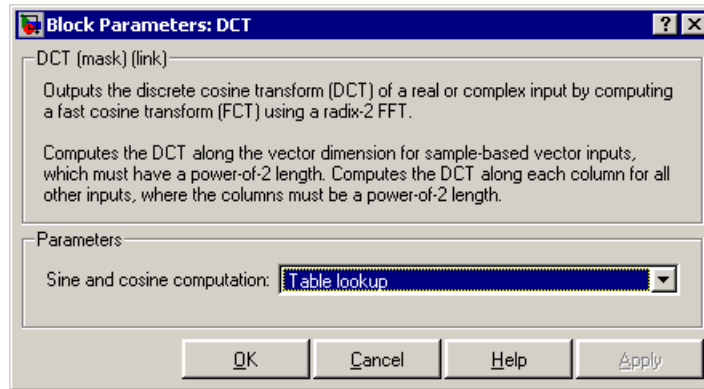 Block Parameters: DCT
DCT (mask) (link)
Outputs the discrete cosine transform (DCT) of a real or complex input by computing
a fast cosine transform (FCT) using a radix-2 FFT.
Computes the DCT along the vector dimension for sample-based vector inputs,
which must have a power-of-2 length. Computes the DCT along each column for all
other inputs, where the columns must be a power-of-2 length.
Parameters
Sine and cosine computation: Table lookup
OK Cancel Help Apply